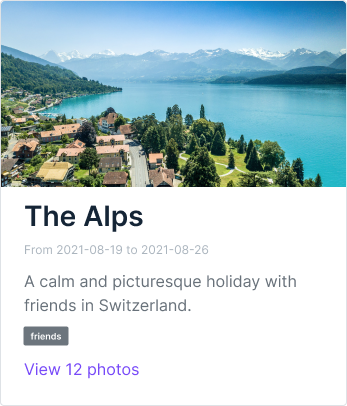 The Alps
From 2021-08-19 to 2021-08-26
A calm and picturesque holiday with
friends in Switzerland.
friends
View 12 photos